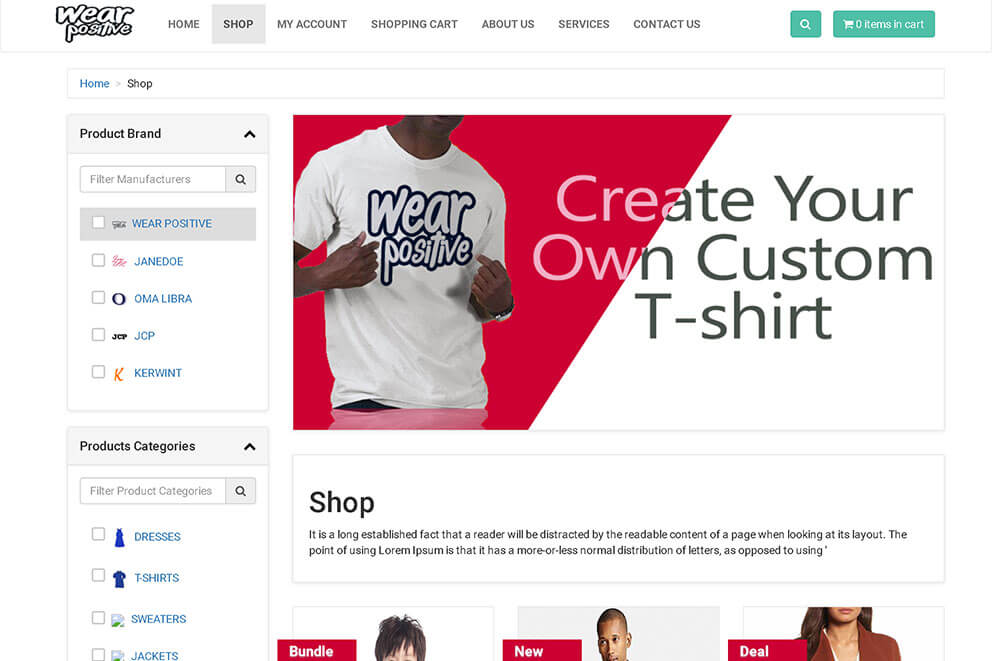 Wear
positive
HOME SHOP MY ACCOUNT SHOPPING CART ABOUT US SERVICES CONTACT US
0 items in cart
Home > Shop
Product Brand
Filter Manufacturers
WEAR POSITIVE
JANEDOE
OMA LIBRA
JCP JCP
K KERWINT
Products Categories
Filter Product Categories
DRESSES
T-SHIRTS
SWEATERS
JACKETS
Wear
positive
Create Your
Own Custom
T-shirt
Shop
It is a long established fact that a reader will be distracted by the readable content of a page when looking at its layout. The
point of using Lorem Ipsum is that it has a more-or-less normal distribution of letters, as opposed to using '
Bundle
New
Deal